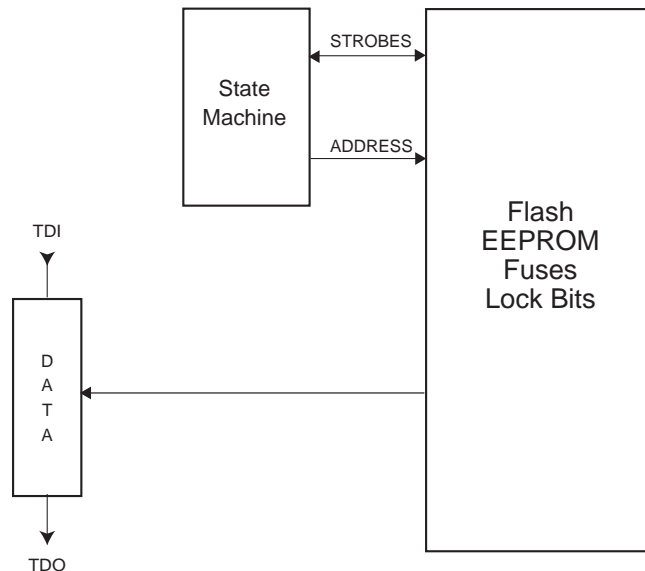 STROBES
State
Machine
ADDRESS
Flash
EEPROM
Fuses
Lock Bits
TDI
D
A
T
A
TDO